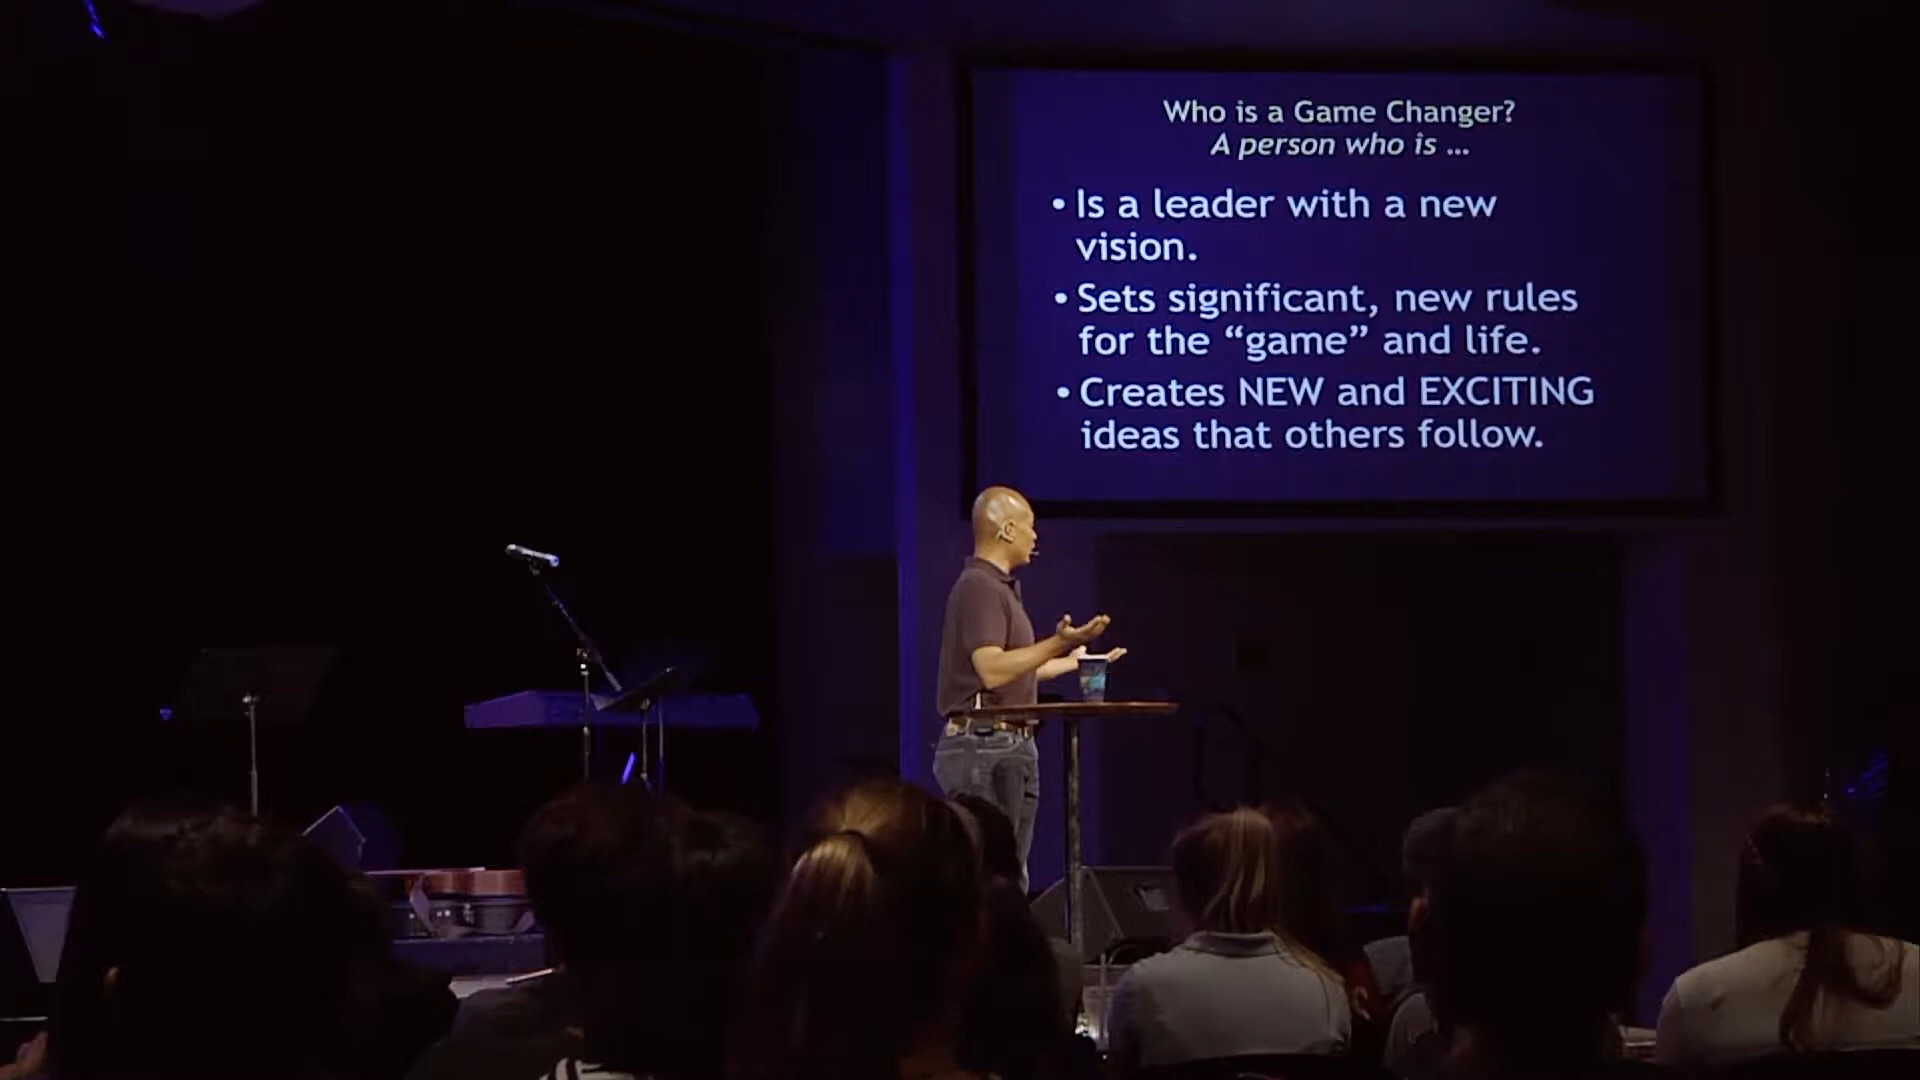 Who is a Game Changer?
A person who is ...
• Is a leader with a new
vision.
• Sets significant, new rules
for the “game” and life.
• Creates NEW and EXCITING
ideas that others follow.